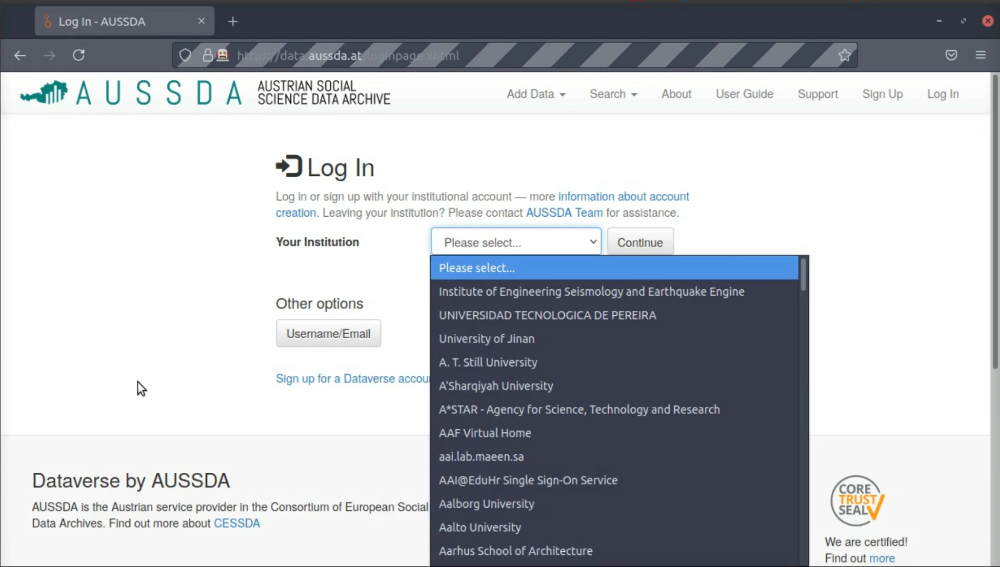 Log In - AUSSDA
https://data.aussda.at/loginpage.xhtml
AUSSDA
AUSTRIAN SOCIAL
SCIENCE DATA ARCHIVE
Add Data
Search
About
User Guide
Support
Sign Up
Log In
Log In
Log in or sign up with your institutional account — more information about account
creation. Leaving your institution? Please contact AUSSDA Team for assistance.
Your Institution
Please select...
Continue
Please select...
Institute of Engineering Seismology and Earthquake Engine
UNIVERSIDAD TECNOLOGICA DE PEREIRA
University of Jinan
A. T. Still University
A'Sharqiyah University
A*STAR - Agency for Science, Technology and Research
AAF Virtual Home
aai.lab.maeen.sa
AAI@EduHr Single Sign-On Service
Aalborg University
Aalto University
Aarhus School of Architecture
Other options
Username/Email
Sign up for a Dataverse accou
Dataverse by AUSSDA
AUSSDA is the Austrian service provider in the Consortium of European Social
Data Archives. Find out more about CESSDA
CORE
TRUST
SEAL
We are certified!
Find out more